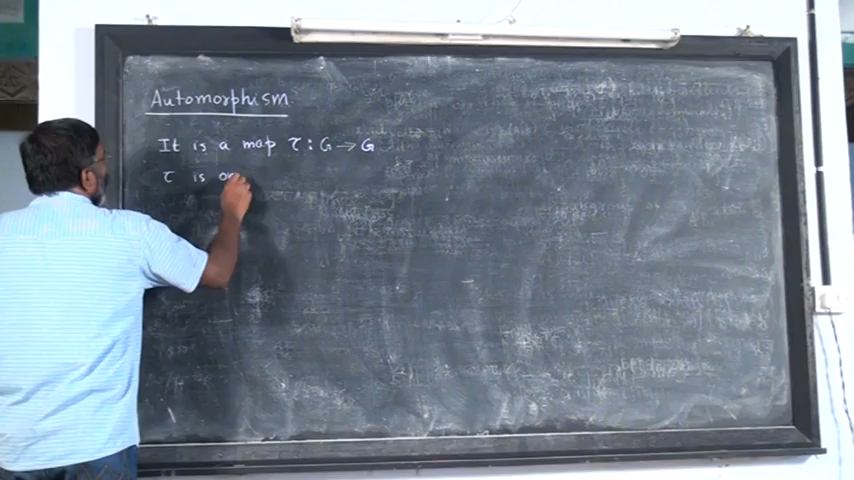 Automorphism
It is a map τ : G → G
τ is on